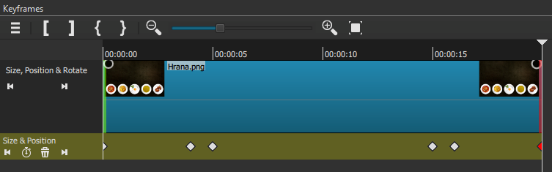 Keyframes
00:00:00
00:00:05
00:00:10
00:00:15
Size, Position & Rotate
Hrana.png
Size & Position